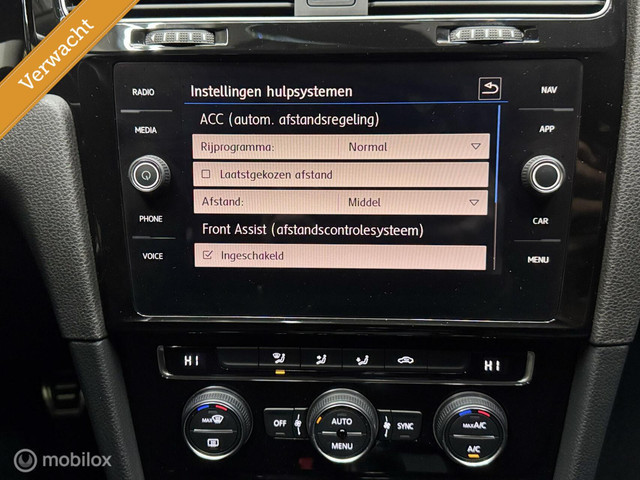 Verwacht
RADIO
MEDIA
PHONE
VOICE
Instellingen hulpsystemen
ACC (autom. afstandsregeling)
Rijprogramma: Normal
Laatstgekozen afstand
Afstand: Middel
Front Assist (afstandscontrolesysteem)
Ingeschakeld
NAV
APP
CAR
MENU
HI
HI
MAX
OFF
AUTO
MENU
SYNC
MAX A/C
A/C
mobilox